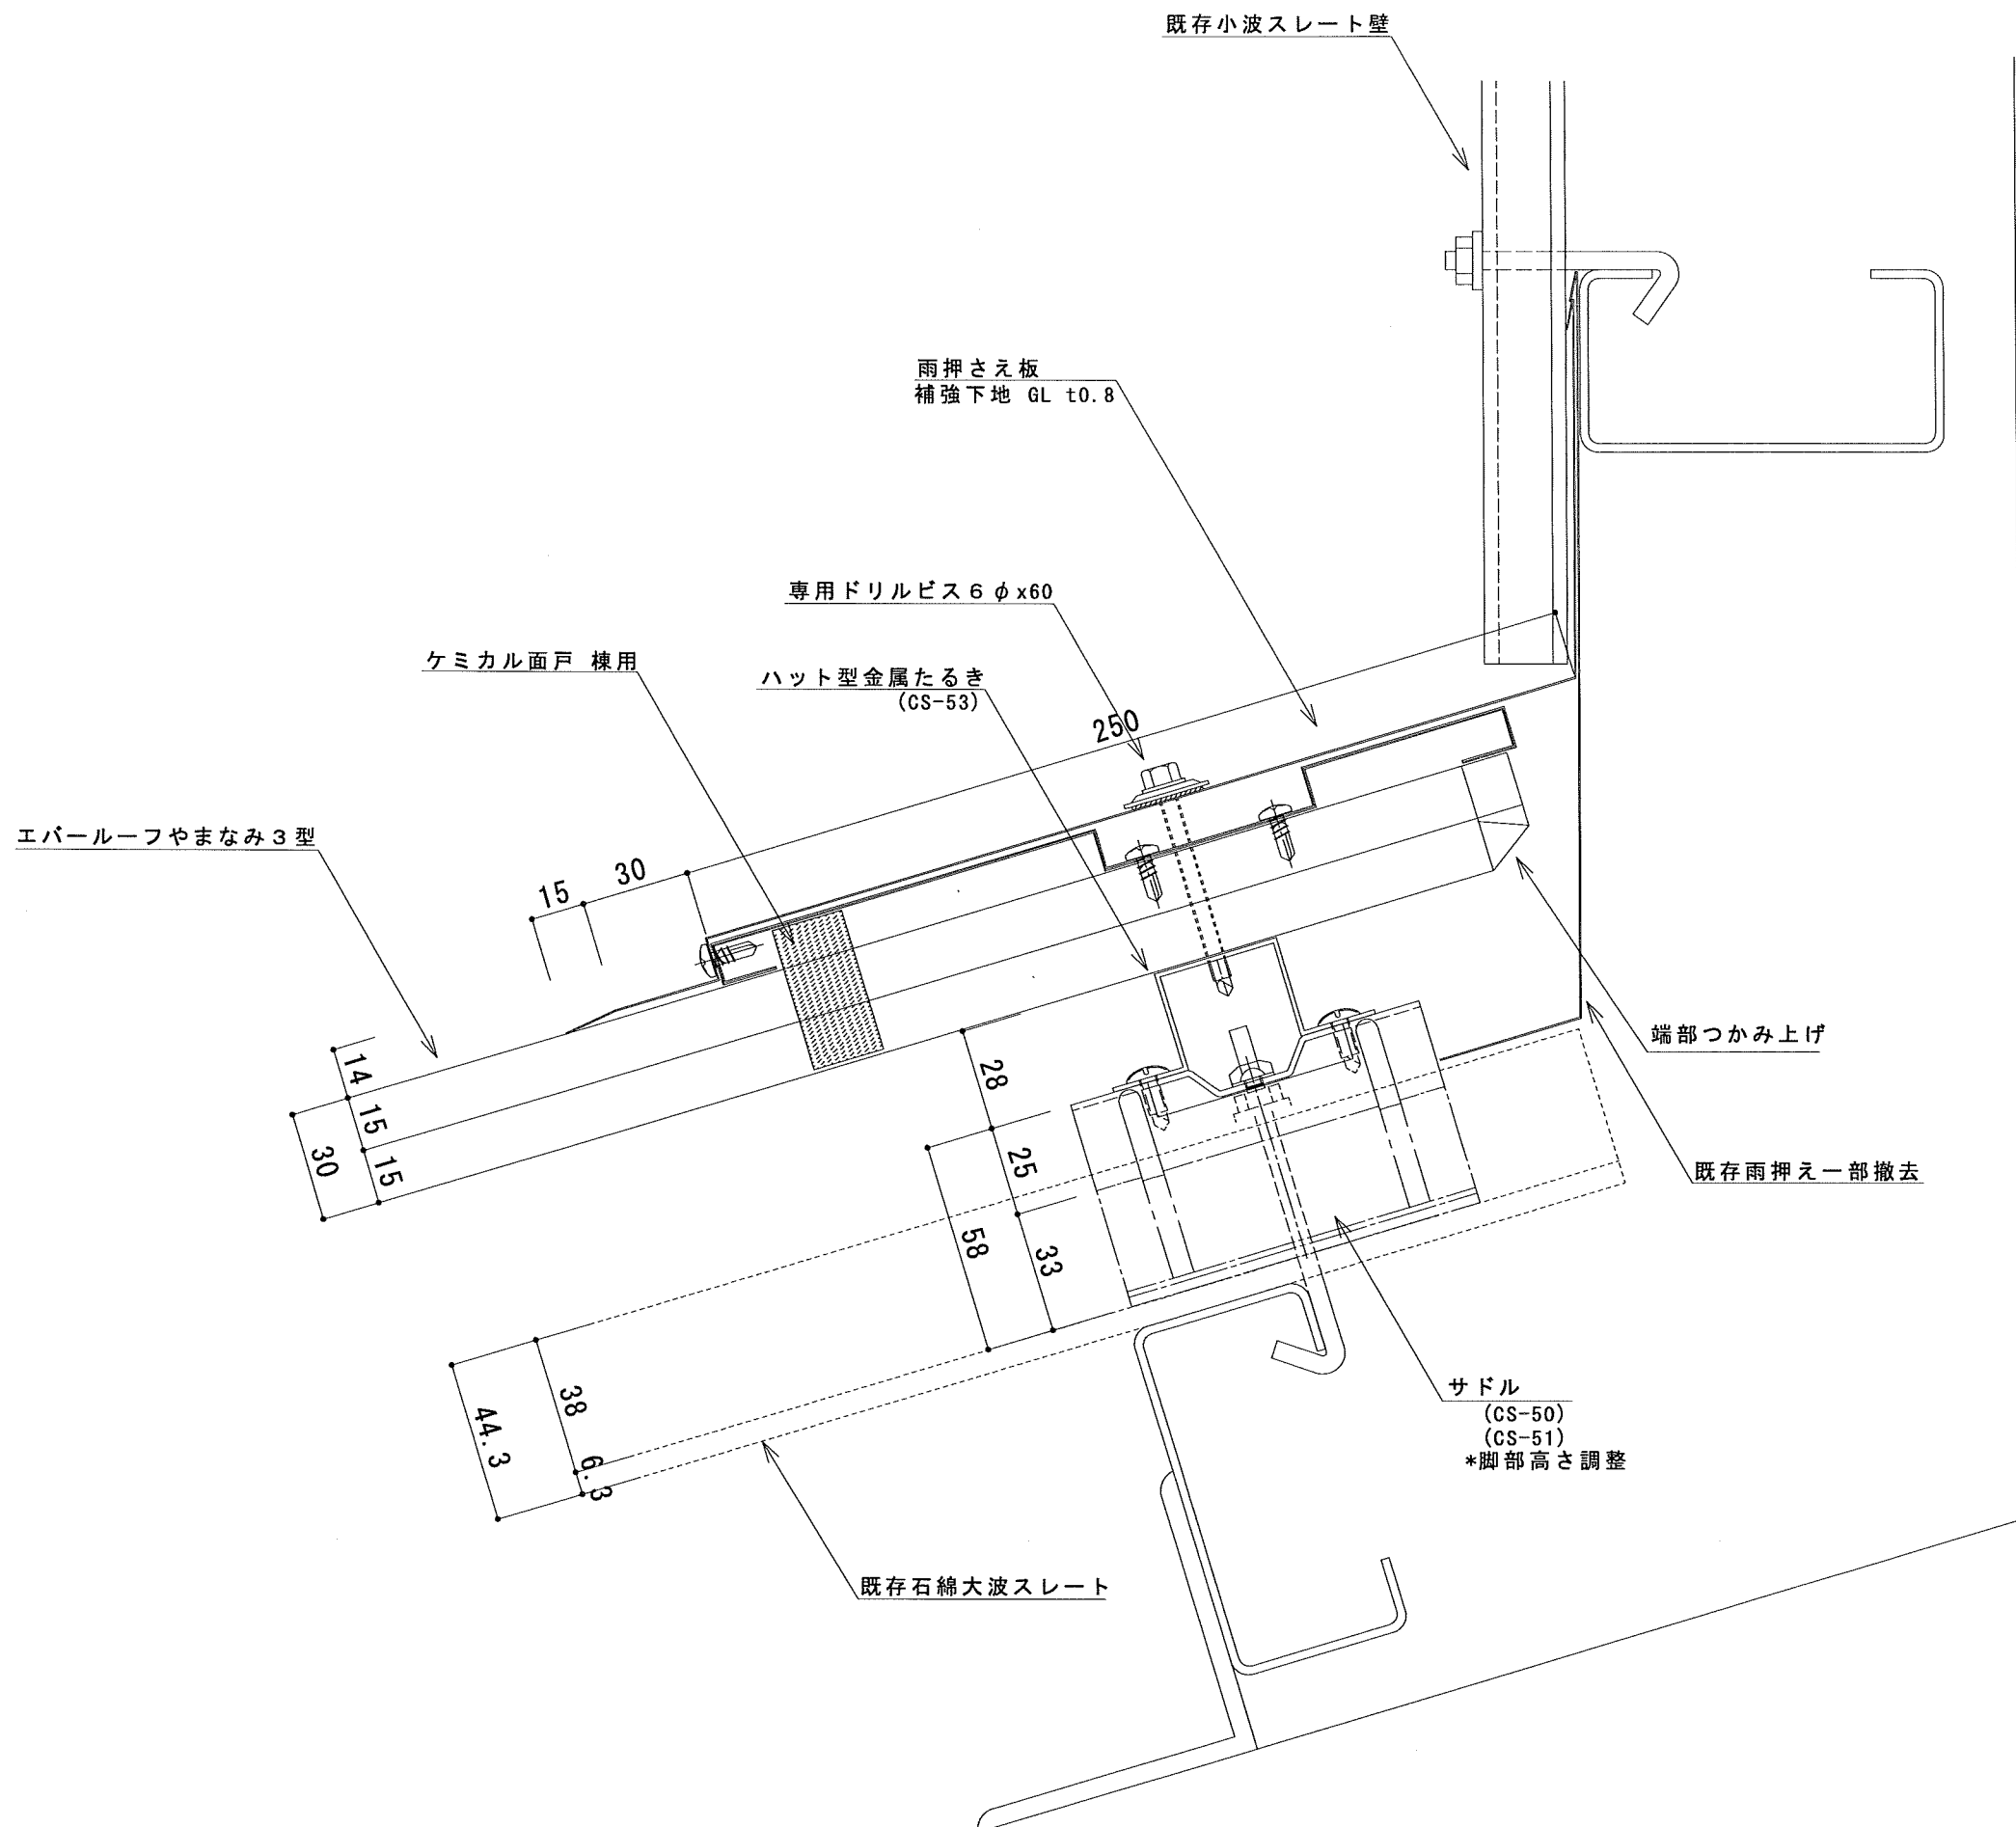 既存小波スレート壁
雨押さえ板
補強下地 GL t0.8
専用ドリルビス6φx60
ケミカル面戸 棟用
ハット型金属たるき
(CS-53)
250
エバールーフやまなみ3型
15
30
14
15
30
15
28
25
58
33
端部つかみ上げ
既存雨押え一部撤去
38
44.3
6.3
サドル
(CS-50)
(CS-51)
*脚部高さ調整
既存石綿大波スレート